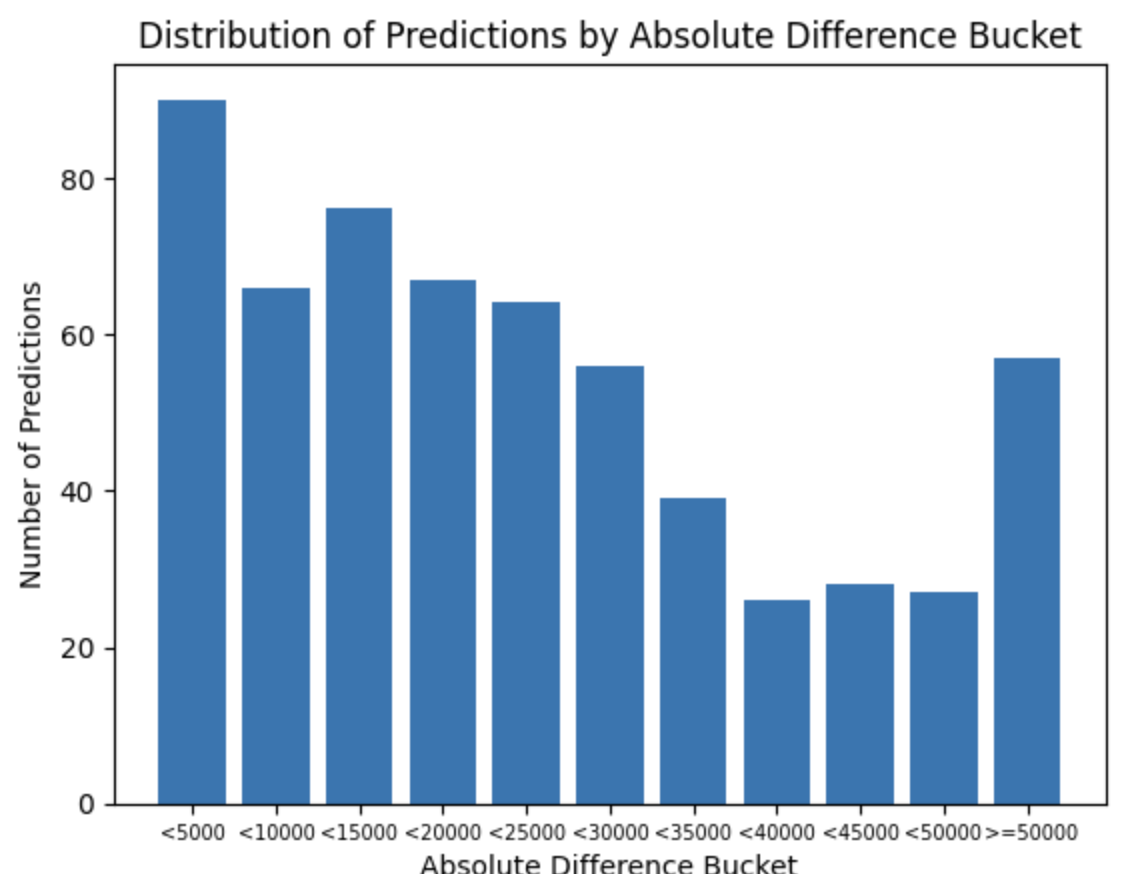 Distribution of Predictions by Absolute Difference Bucket
Number of Predictions
80
60
40
20
0
<5000 <10000 <15000 <20000 <25000 <30000 <35000 <40000 <45000 <50000 >=50000
Absolute Difference Bucket